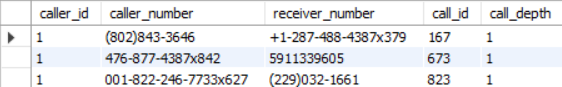 caller_id caller_number receiver_number call_id call_depth
1 (802)843-3646 +1-287-488-4387x379 167 1
1 476-877-4387x842 5911339605 673 1
1 001-822-246-7733x627 (229)032-1661 823 1